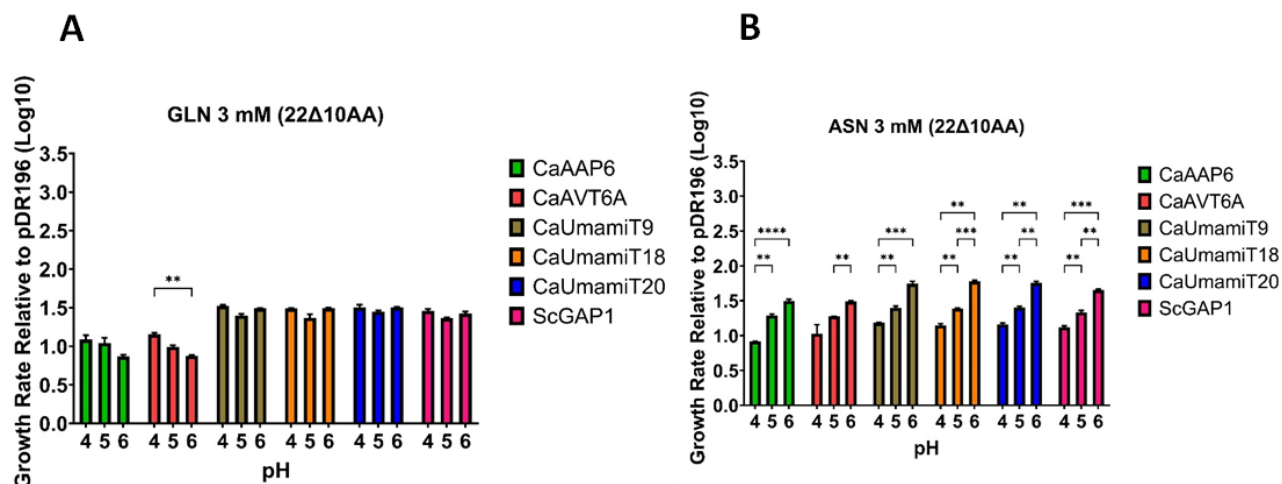 A
GLN 3 mM (22Δ10AA)
Growth Rate Relative to pDR196 (Log10)
3.5
3.0
2.5
2.0
1.5
1.0
0.5
0.0
**
4 5 6 4 5 6 4 5 6 4 5 6 4 5 6 4 5 6
pH
CaAAP6
CaAVT6A
CaUmamiT9
CaUmamiT18
CaUmamiT20
ScGAP1
B
ASN 3 mM (22Δ10AA)
Growth Rate Relative to pDR196 (Log10)
3.5
3.0
2.5
2.0
1.5
1.0
0.5
0.0
** ** ***
**** *** *** ** **
** ** ** ** ** **
4 5 6 4 5 6 4 5 6 4 5 6 4 5 6 4 5 6
pH
CaAAP6
CaAVT6A
CaUmamiT9
CaUmamiT18
CaUmamiT20
ScGAP1